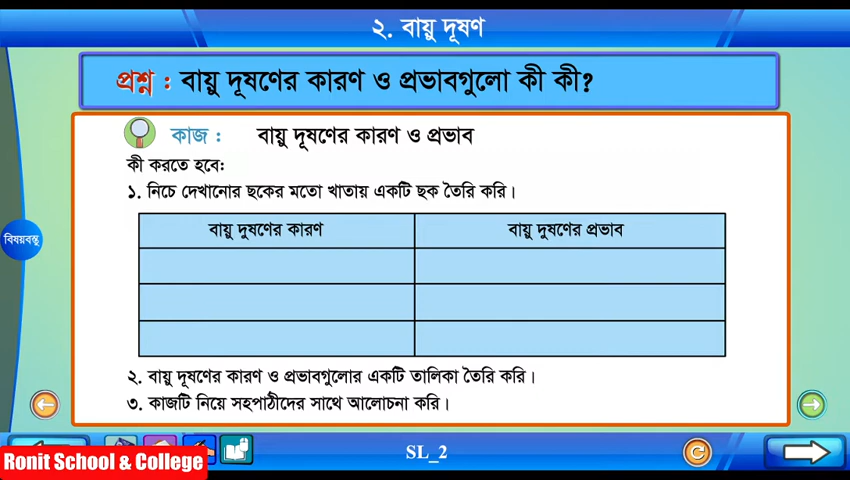 ২. বায়ু দূষণ
প্রশ্ন : বায়ু দূষণের কারণ ও প্রভাবগুলো কী কী?
কাজ : বায়ু দূষণের কারণ ও প্রভাব
কী করতে হবে:
১. নিচে দেখানোর ছকের মতো খাতায় একটি ছক তৈরি করি।
বায়ু দুষণের কারণ বায়ু দুষণের প্রভাব
বিষয়বস্তু
২. বায়ু দূষণের কারণ ও প্রভাবগুলোর একটি তালিকা তৈরি করি।
৩. কাজটি নিয়ে সহপাঠীদের সাথে আলোচনা করি।
SL_2
Ronit School & College